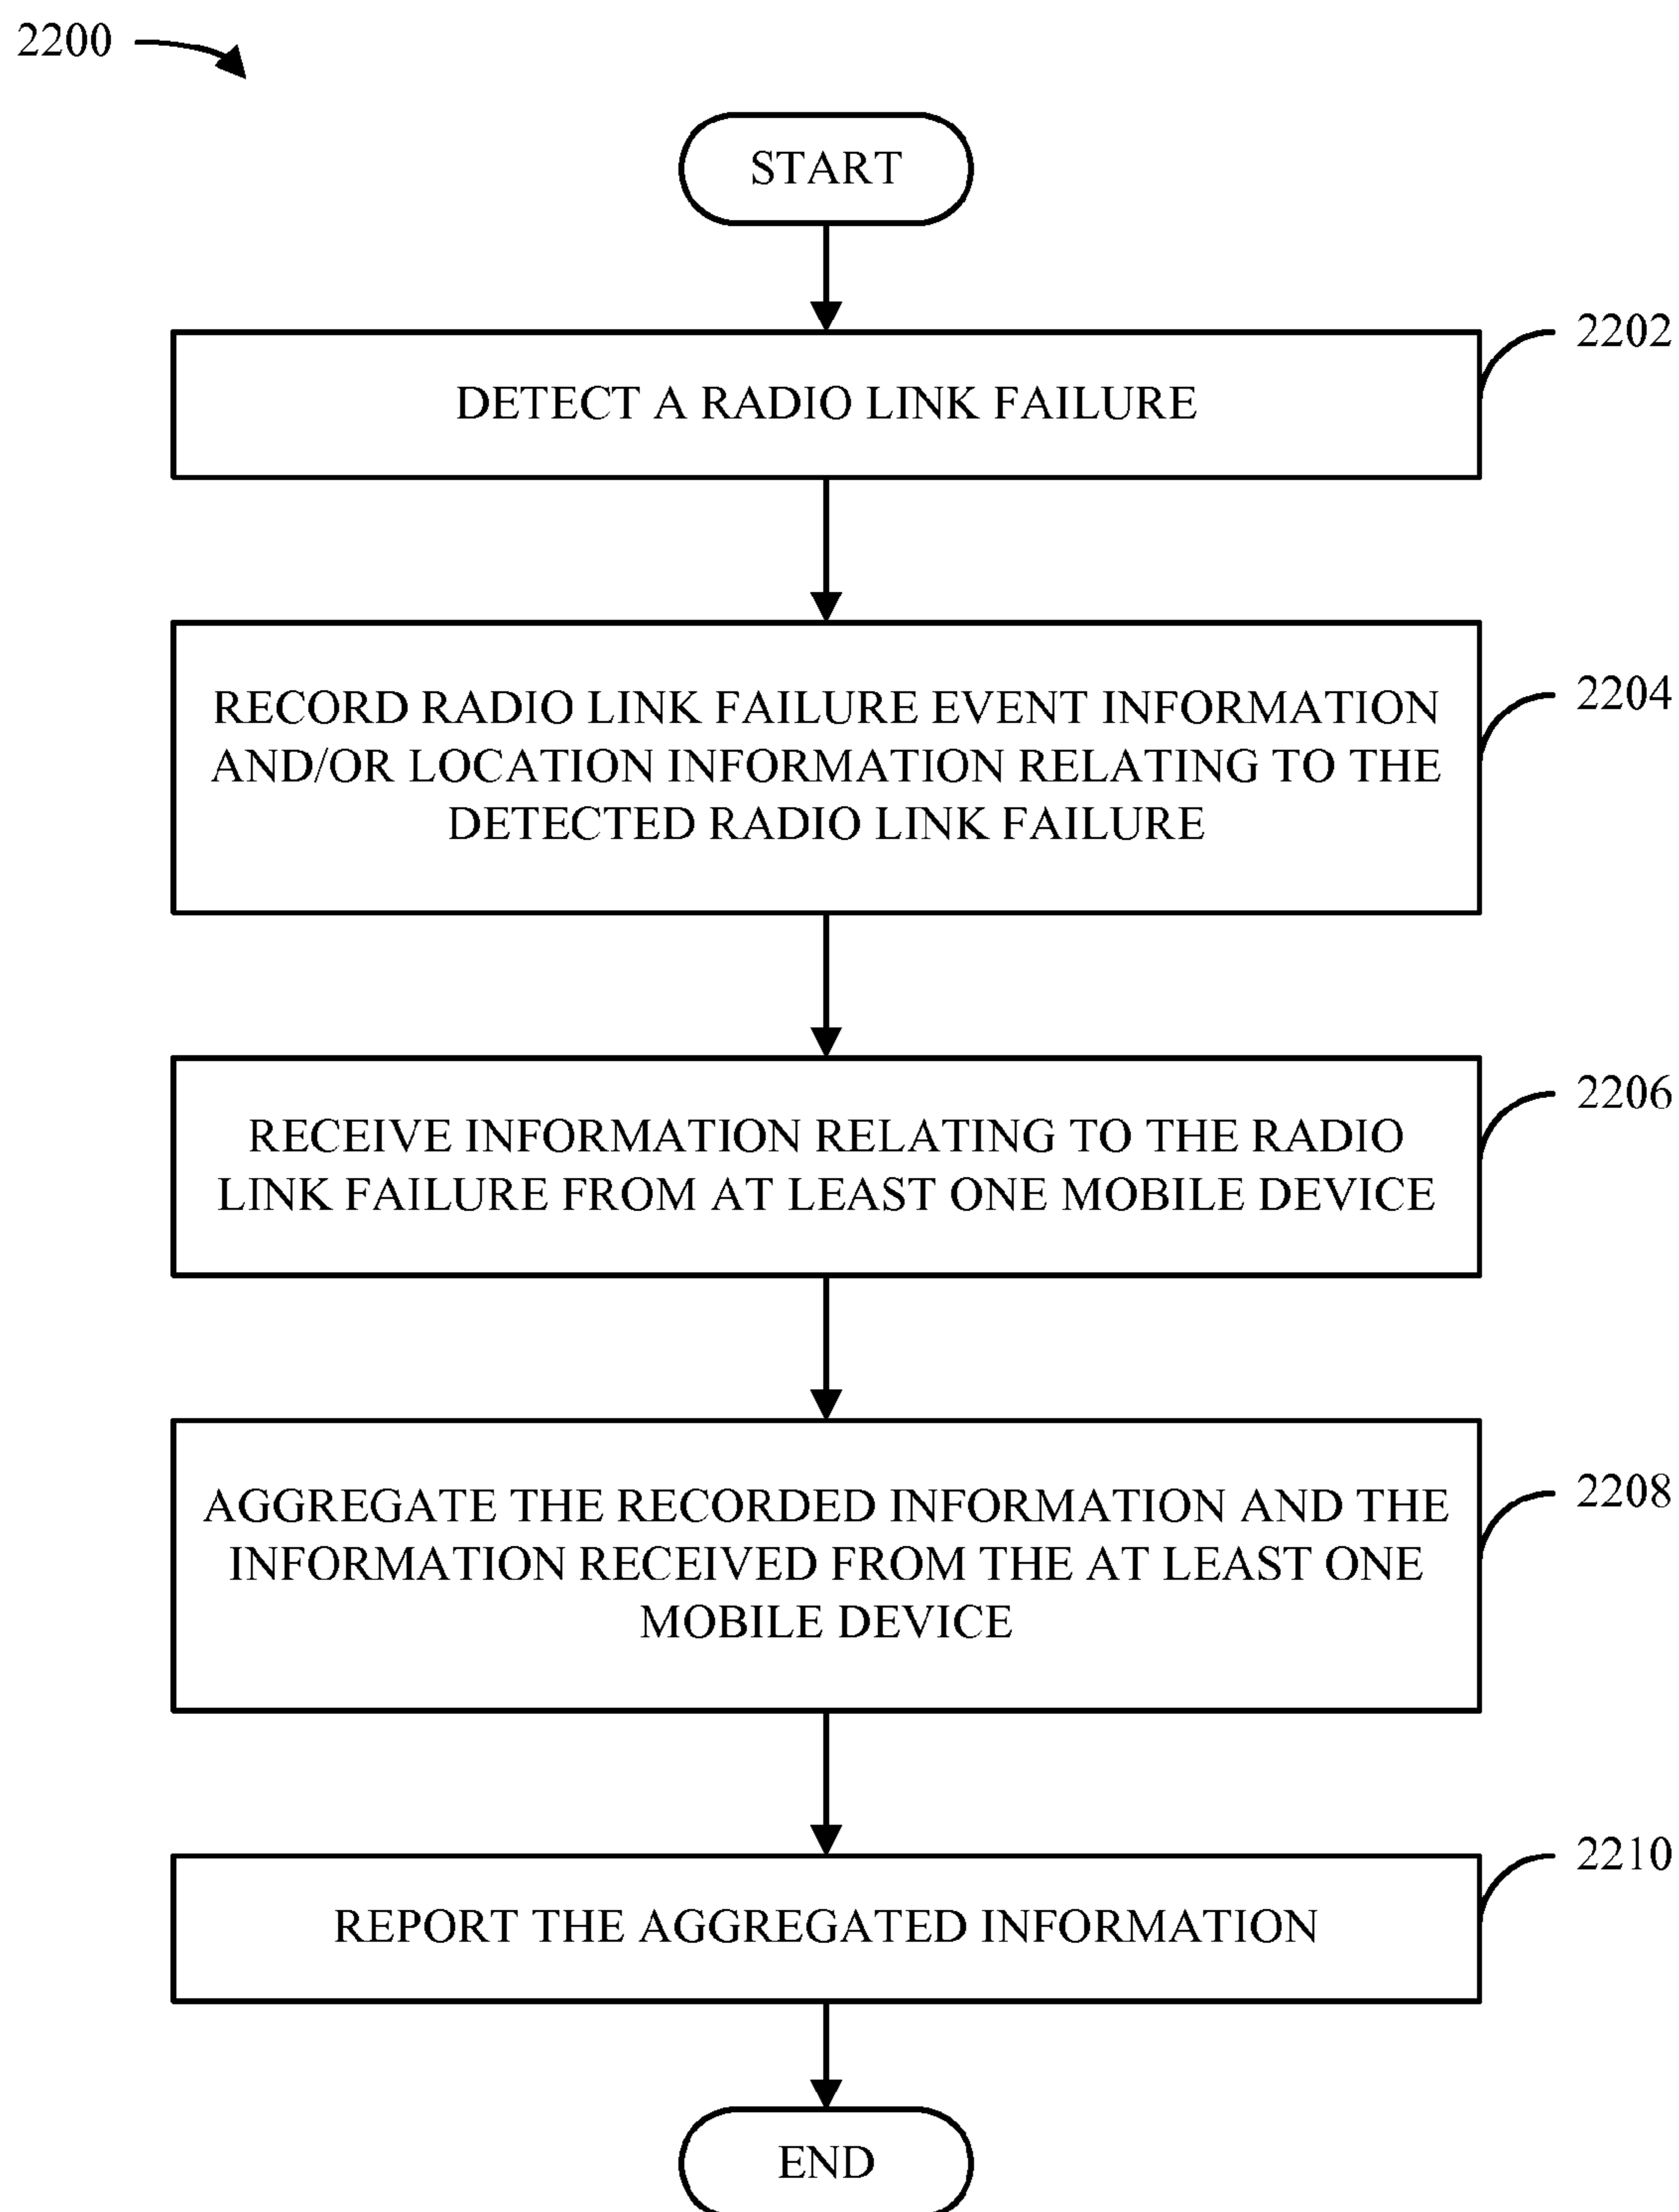 2200
START
2202
DETECT A RADIO LINK FAILURE
2204
RECORD RADIO LINK FAILURE EVENT INFORMATION
AND/OR LOCATION INFORMATION RELATING TO THE
DETECTED RADIO LINK FAILURE
2206
RECEIVE INFORMATION RELATING TO THE RADIO
LINK FAILURE FROM AT LEAST ONE MOBILE DEVICE
2208
AGGREGATE THE RECORDED INFORMATION AND THE
INFORMATION RECEIVED FROM THE AT LEAST ONE
MOBILE DEVICE
2210
REPORT THE AGGREGATED INFORMATION
END